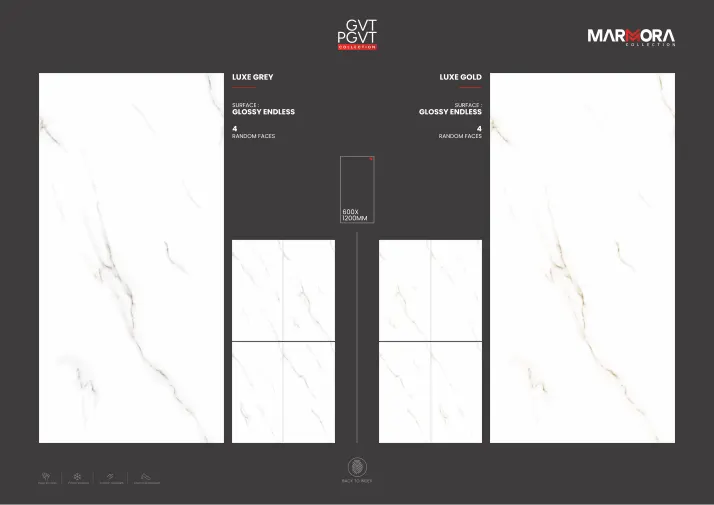 GVT
PGVT
COLLECTION
MARMORA
COLLECTION
LUXE GREY
SURFACE :
GLOSSY ENDLESS
4
RANDOM FACES
LUXE GOLD
SURFACE :
GLOSSY ENDLESS
4
RANDOM FACES
600X
1200MM
BACK TO INDEX